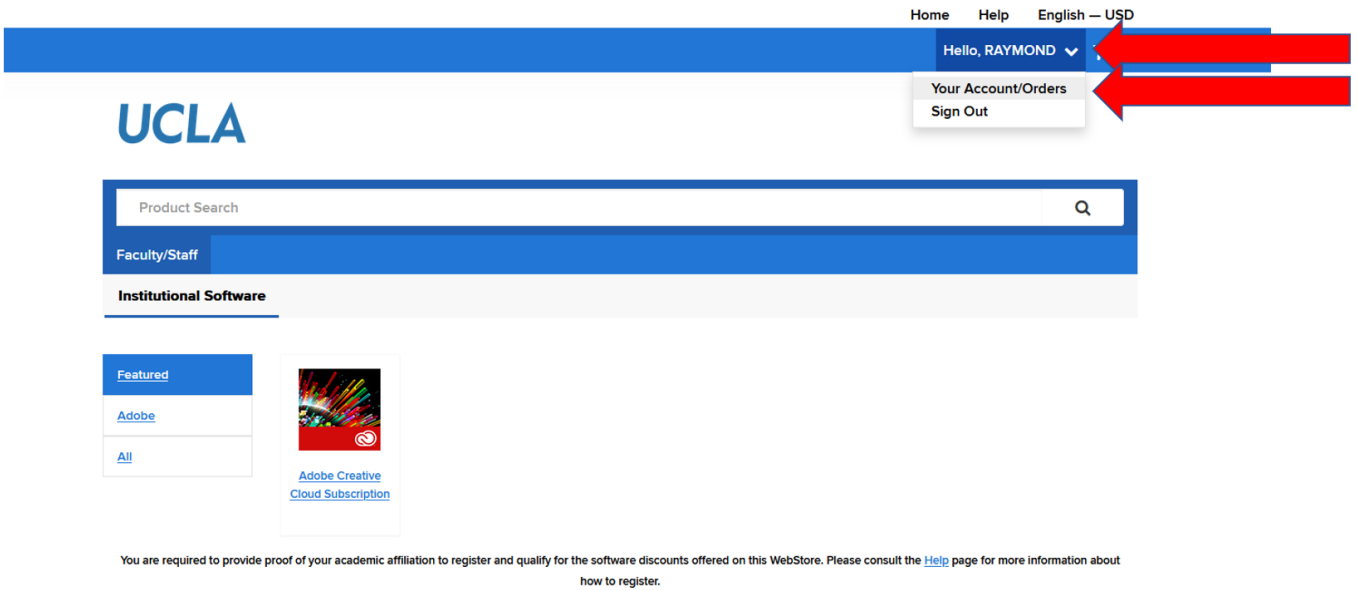 Home Help English — USD
Hello, RAYMOND
Your Account/Orders
Sign Out
UCLA
Product Search
Faculty/Staff
Institutional Software
Featured
Adobe
All
Adobe Creative
Cloud Subscription
You are required to provide proof of your academic affiliation to register and qualify for the software discounts offered on this WebStore. Please consult the Help page for more information about
how to register.